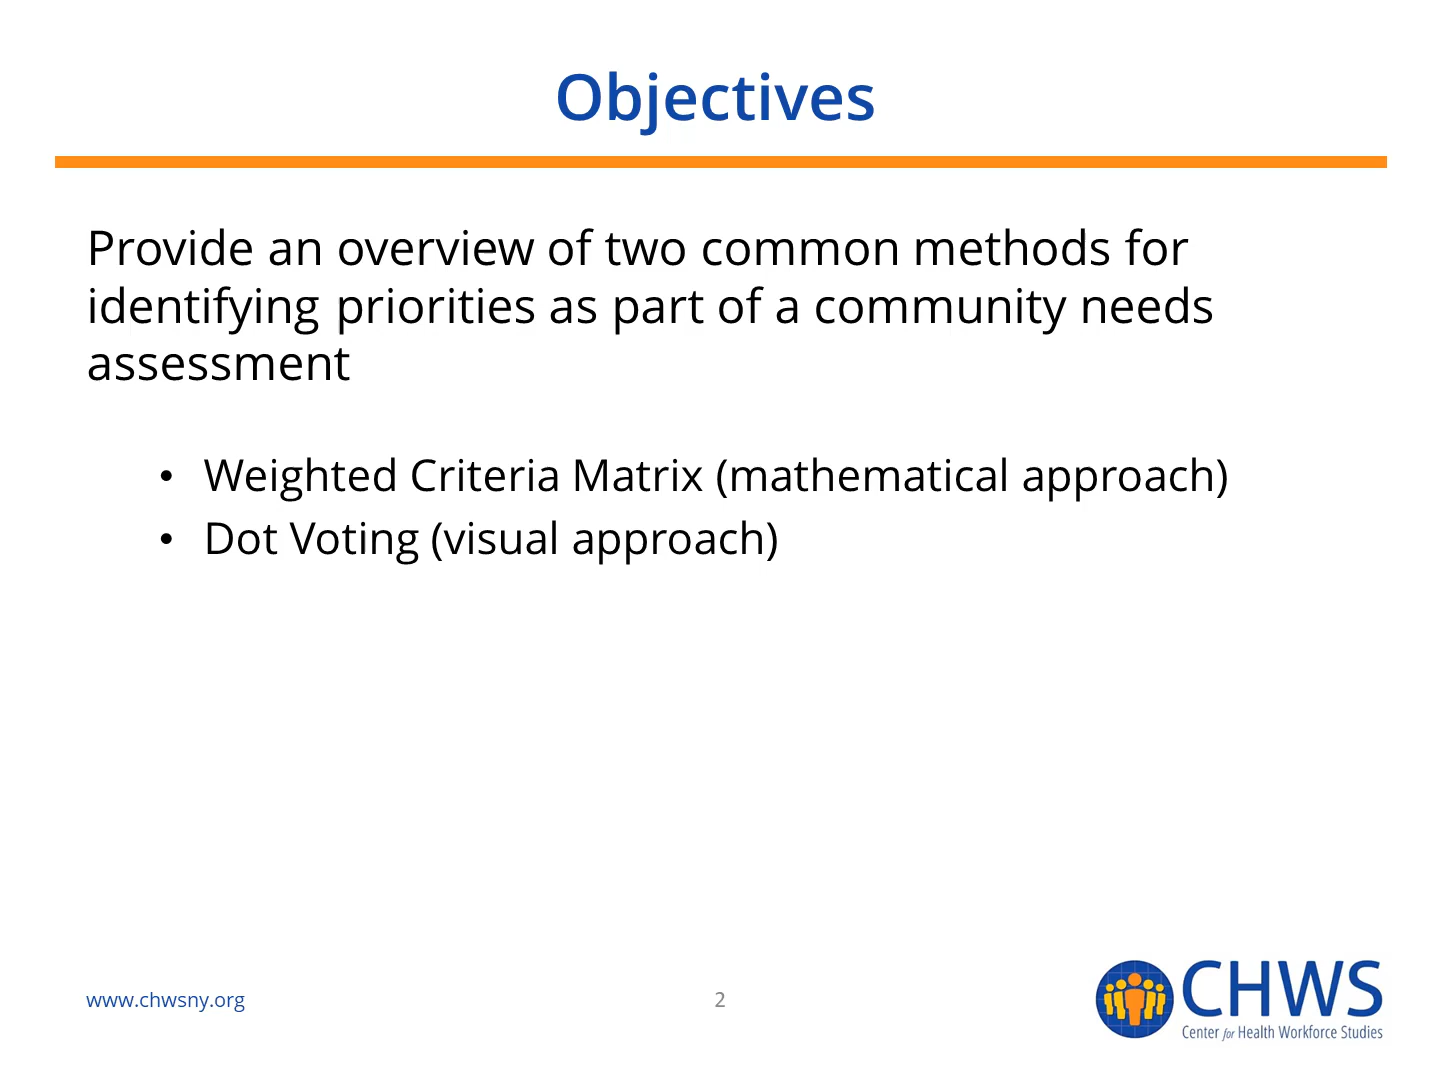 Objectives
Provide an overview of two common methods for
identifying priorities as part of a community needs
assessment
• Weighted Criteria Matrix (mathematical approach)
• Dot Voting (visual approach)
www.chwsny.org
2
CHWS
Center for Health Workforce Studies